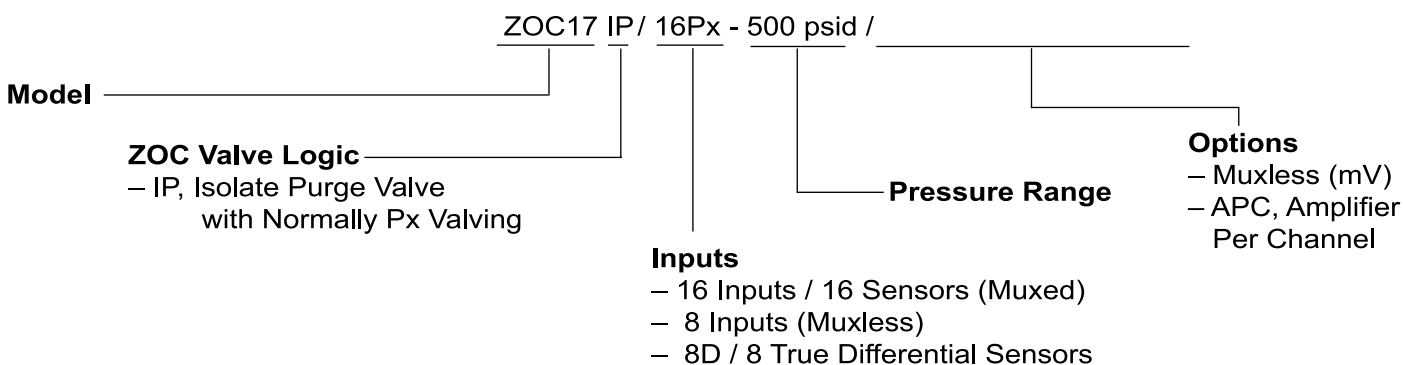 ZOC17 IP / 16Px - 500 psid /
Model
ZOC Valve Logic
– IP, Isolate Purge Valve
with Normally Px Valving
Pressure Range
Options
– Muxless (mV)
– APC, Amplifier
Per Channel
Inputs
– 16 Inputs / 16 Sensors (Muxed)
– 8 Inputs (Muxless)
– 8D / 8 True Differential Sensors